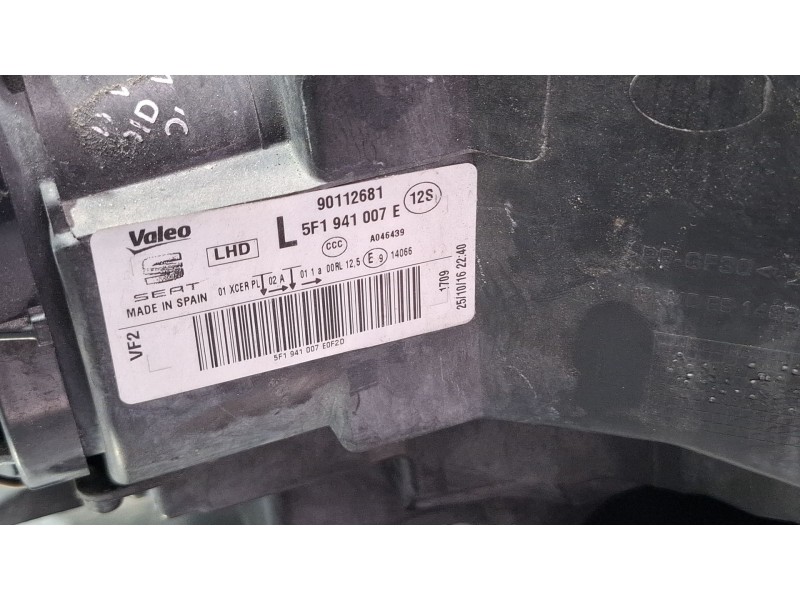 90112681
Valeo LHD L 5F1 941 007 E 12S
CCC A046439
SEAT
01 XCER PL 02 A 01 1 a 00RL 12,5 E9 14066
MADE IN SPAIN
VF2
5F1 941 007 E0F2D
1709
25/10/16 22:40